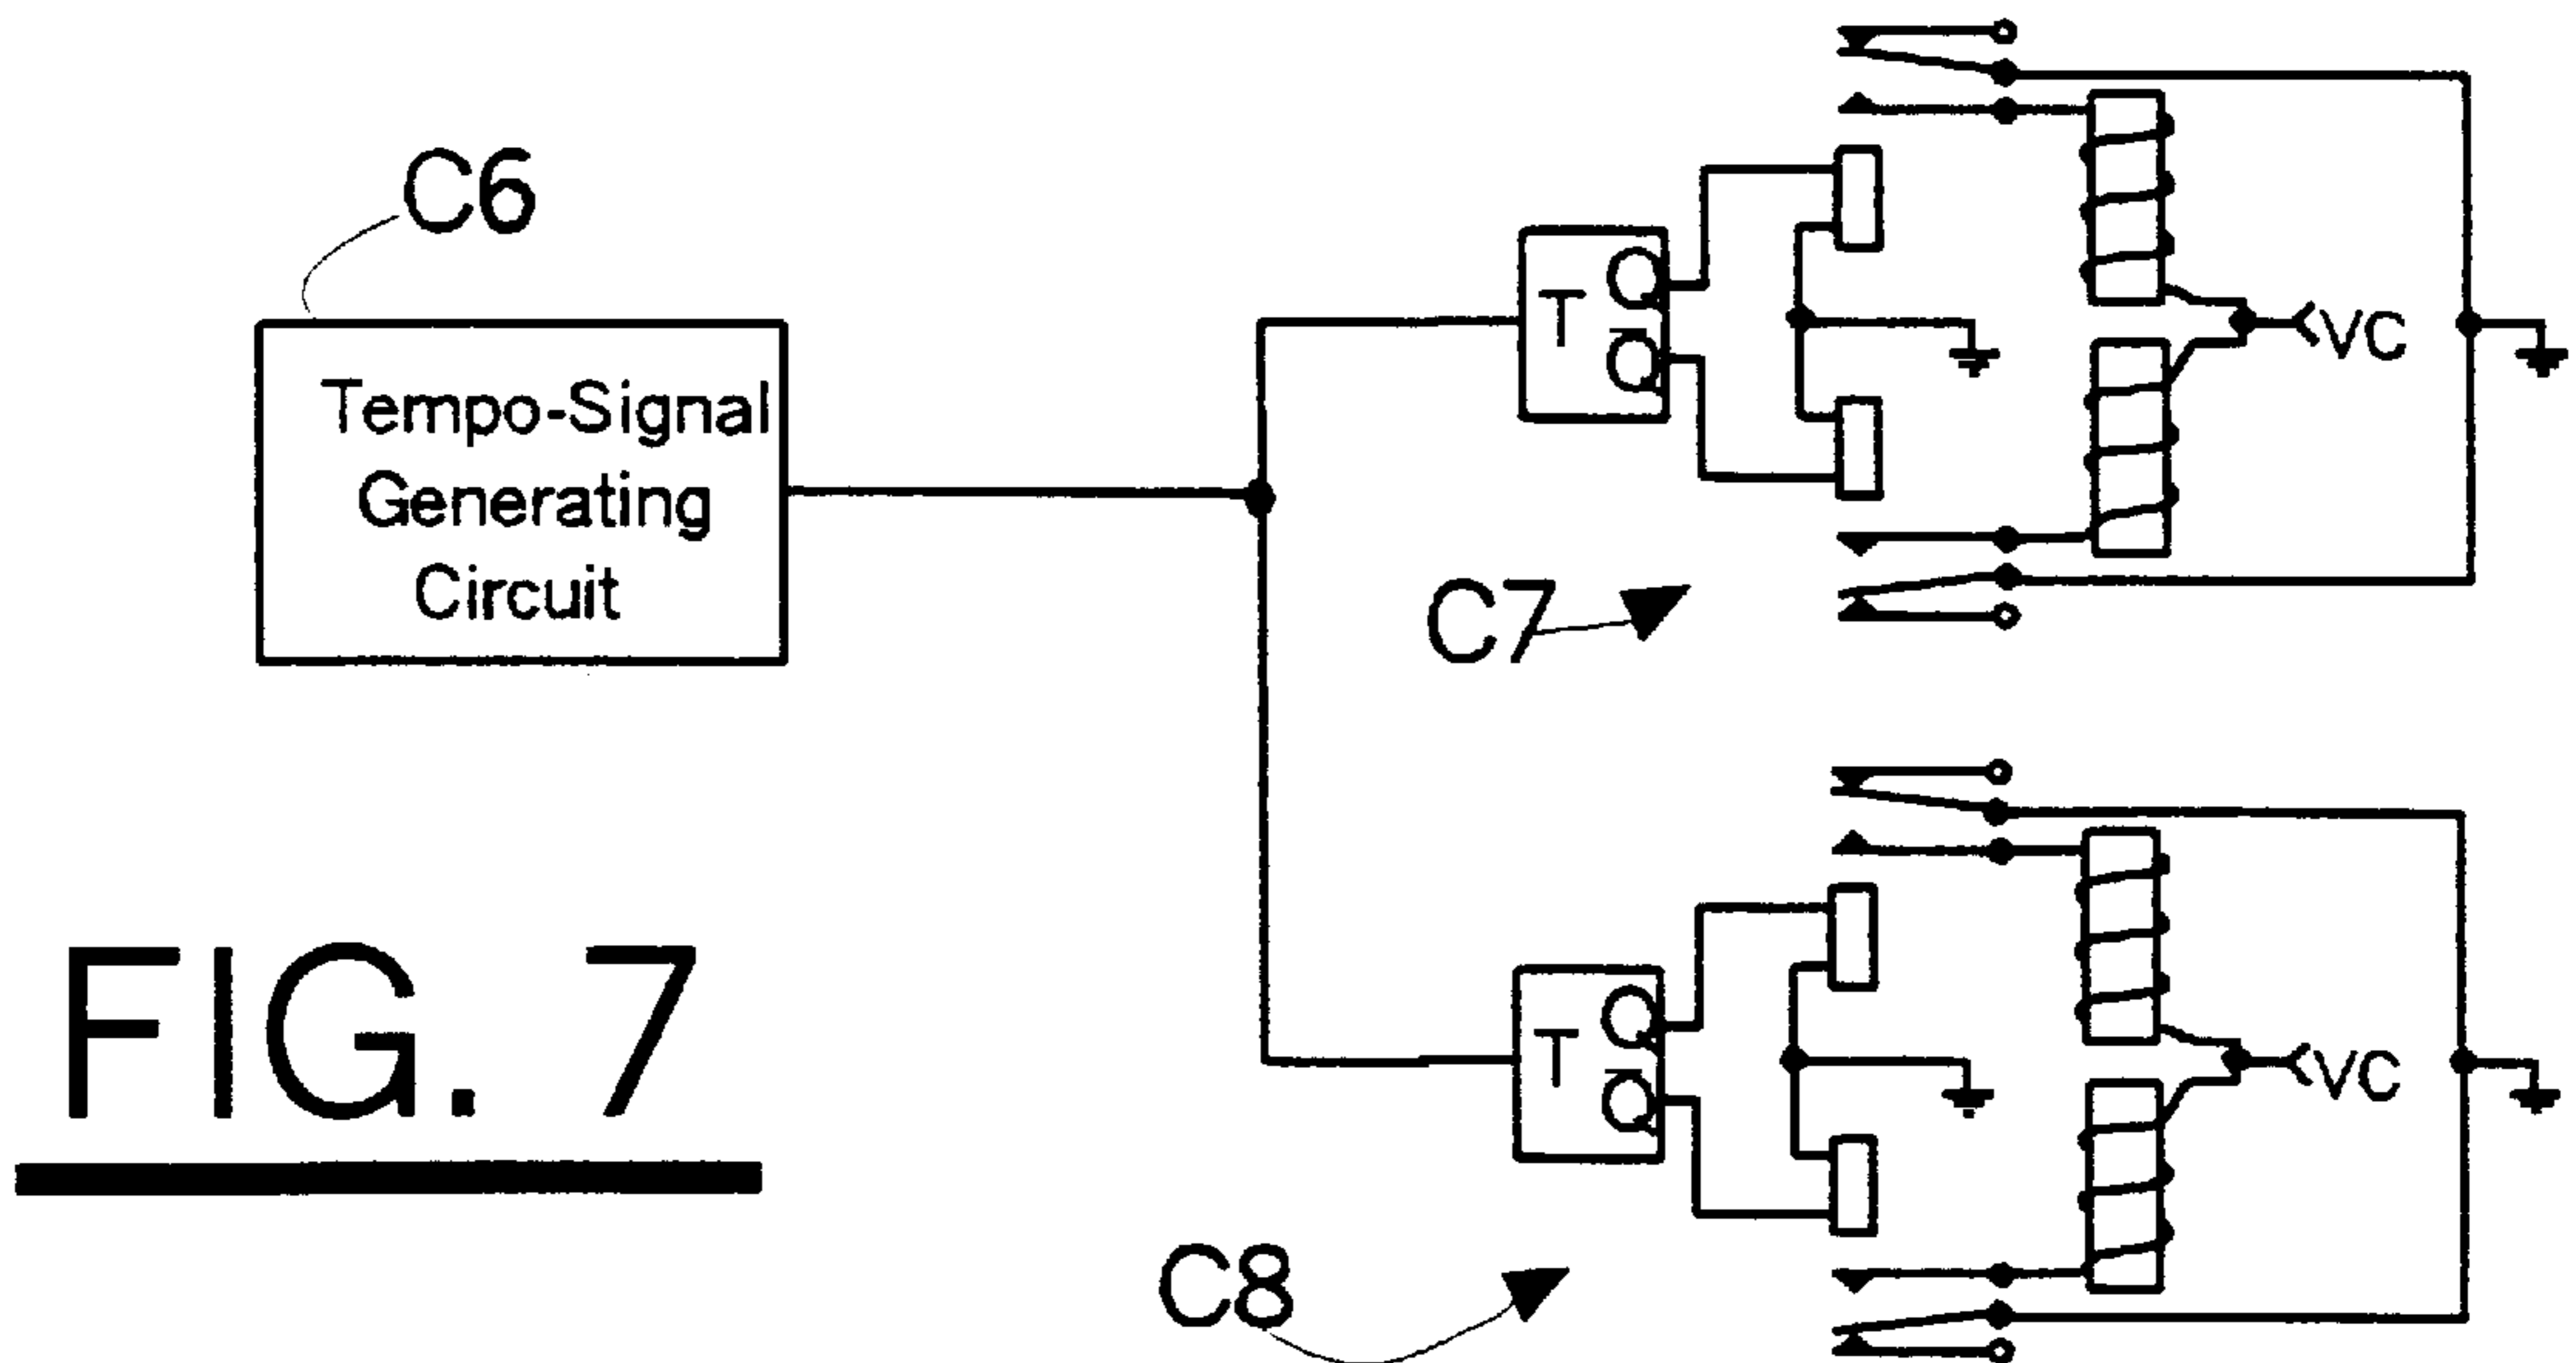 C6
Tempo-Signal
Generating
Circuit
T
Q
Q̅
VC
C7
T
Q
Q̅
VC
C8
FIG. 7